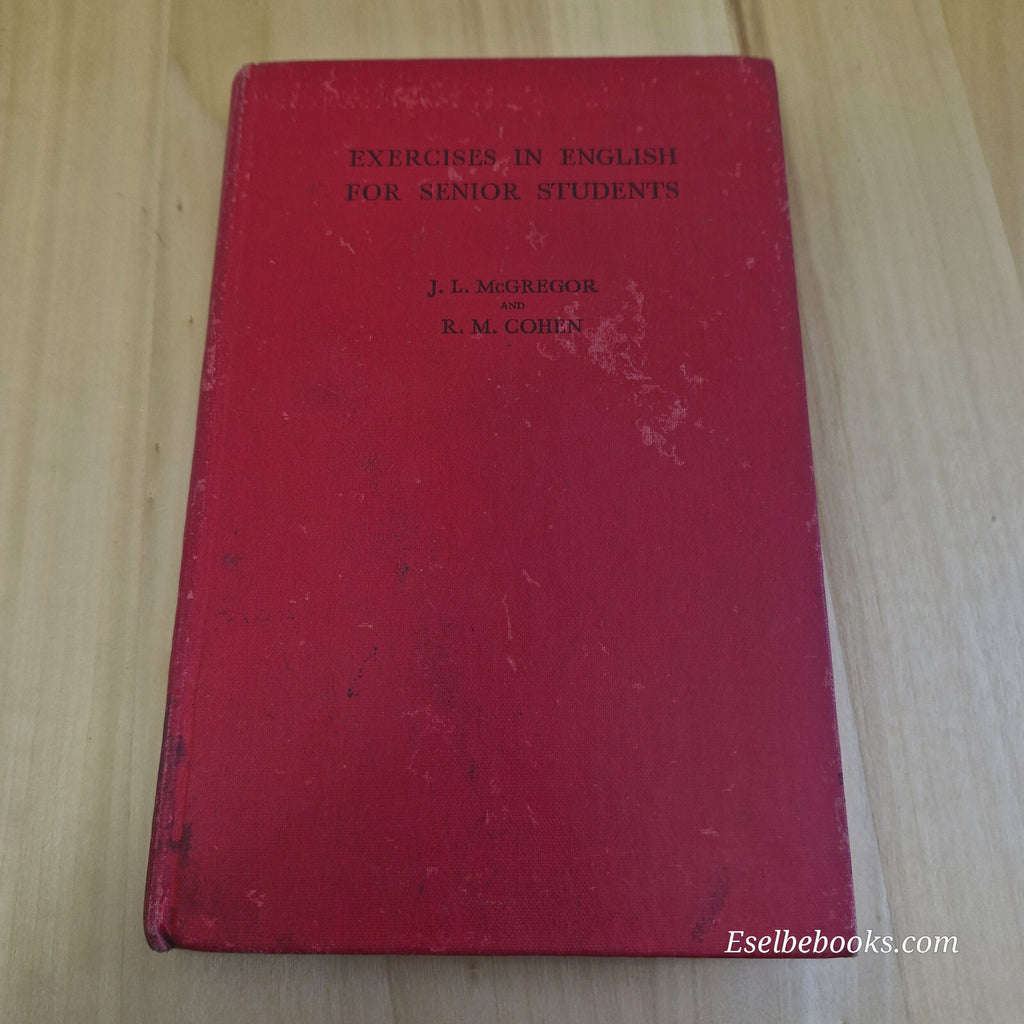 EXERCISES IN ENGLISH
FOR SENIOR STUDENTS
J. L. McGREGOR
AND
R. M. COHEN
Eselbebooks.com